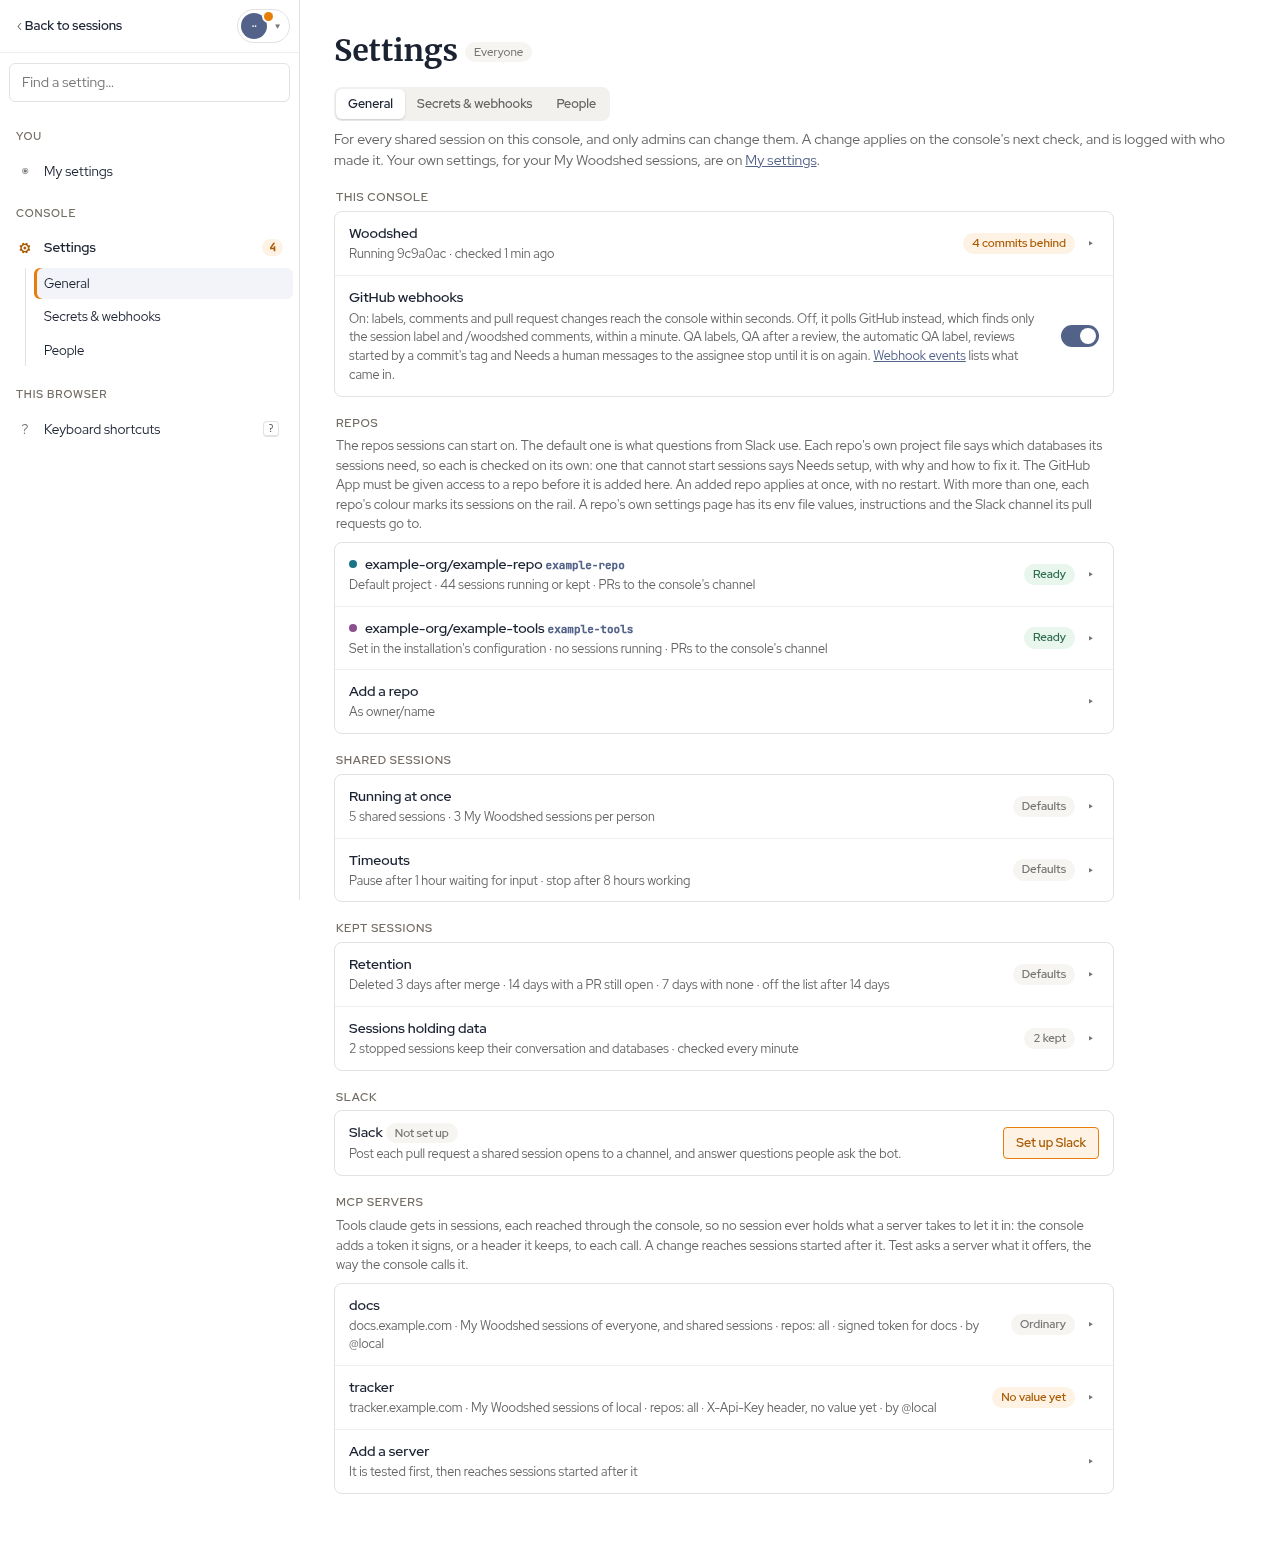 ‹ Back to sessions
Find a setting...
YOU
My settings
CONSOLE
Settings 4
General
Secrets & webhooks
People
THIS BROWSER
? Keyboard shortcuts ?
Settings Everyone
General Secrets & webhooks People
For every shared session on this console, and only admins can change them. A change applies on the console's next check, and is logged with who
made it. Your own settings, for your My Woodshed sessions, are on My settings.
THIS CONSOLE
Woodshed
Running 9c9a0ac · checked 1 min ago
4 commits behind
GitHub webhooks
On: labels, comments and pull request changes reach the console within seconds. Off, it polls GitHub instead, which finds only
the session label and /woodshed comments, within a minute. QA labels, QA after a review, the automatic QA label, reviews
started by a commit's tag and Needs a human messages to the assignee stop until it is on again. Webhook events lists what
came in.
REPOS
The repos sessions can start on. The default one is what questions from Slack use. Each repo's own project file says which databases its
sessions need, so each is checked on its own: one that cannot start sessions says Needs setup, with why and how to fix it. The GitHub
App must be given access to a repo before it is added here. An added repo applies at once, with no restart. With more than one, each
repo's colour marks its sessions on the rail. A repo's own settings page has its env file values, instructions and the Slack channel its pull
requests go to.
example-org/example-repo example-repo
Default project · 44 sessions running or kept · PRs to the console's channel
Ready
example-org/example-tools example-tools
Set in the installation's configuration · no sessions running · PRs to the console's channel
Ready
Add a repo
As owner/name
SHARED SESSIONS
Running at once
5 shared sessions · 3 My Woodshed sessions per person
Defaults
Timeouts
Pause after 1 hour waiting for input · stop after 8 hours working
Defaults
KEPT SESSIONS
Retention
Deleted 3 days after merge · 14 days with a PR still open · 7 days with none · off the list after 14 days
Defaults
Sessions holding data
2 stopped sessions keep their conversation and databases · checked every minute
2 kept
SLACK
Slack Not set up
Post each pull request a shared session opens to a channel, and answer questions people ask the bot.
Set up Slack
MCP SERVERS
Tools claude gets in sessions, each reached through the console, so no session ever holds what a server takes to let it in: the console
adds a token it signs, or a header it keeps, to each call. A change reaches sessions started after it. Test asks a server what it offers, the
way the console calls it.
docs
docs.example.com · My Woodshed sessions of everyone, and shared sessions · repos: all · signed token for docs · by
@local
Ordinary
tracker
tracker.example.com · My Woodshed sessions of local · repos: all · X-Api-Key header, no value yet · by @local
No value yet
Add a server
It is tested first, then reaches sessions started after it